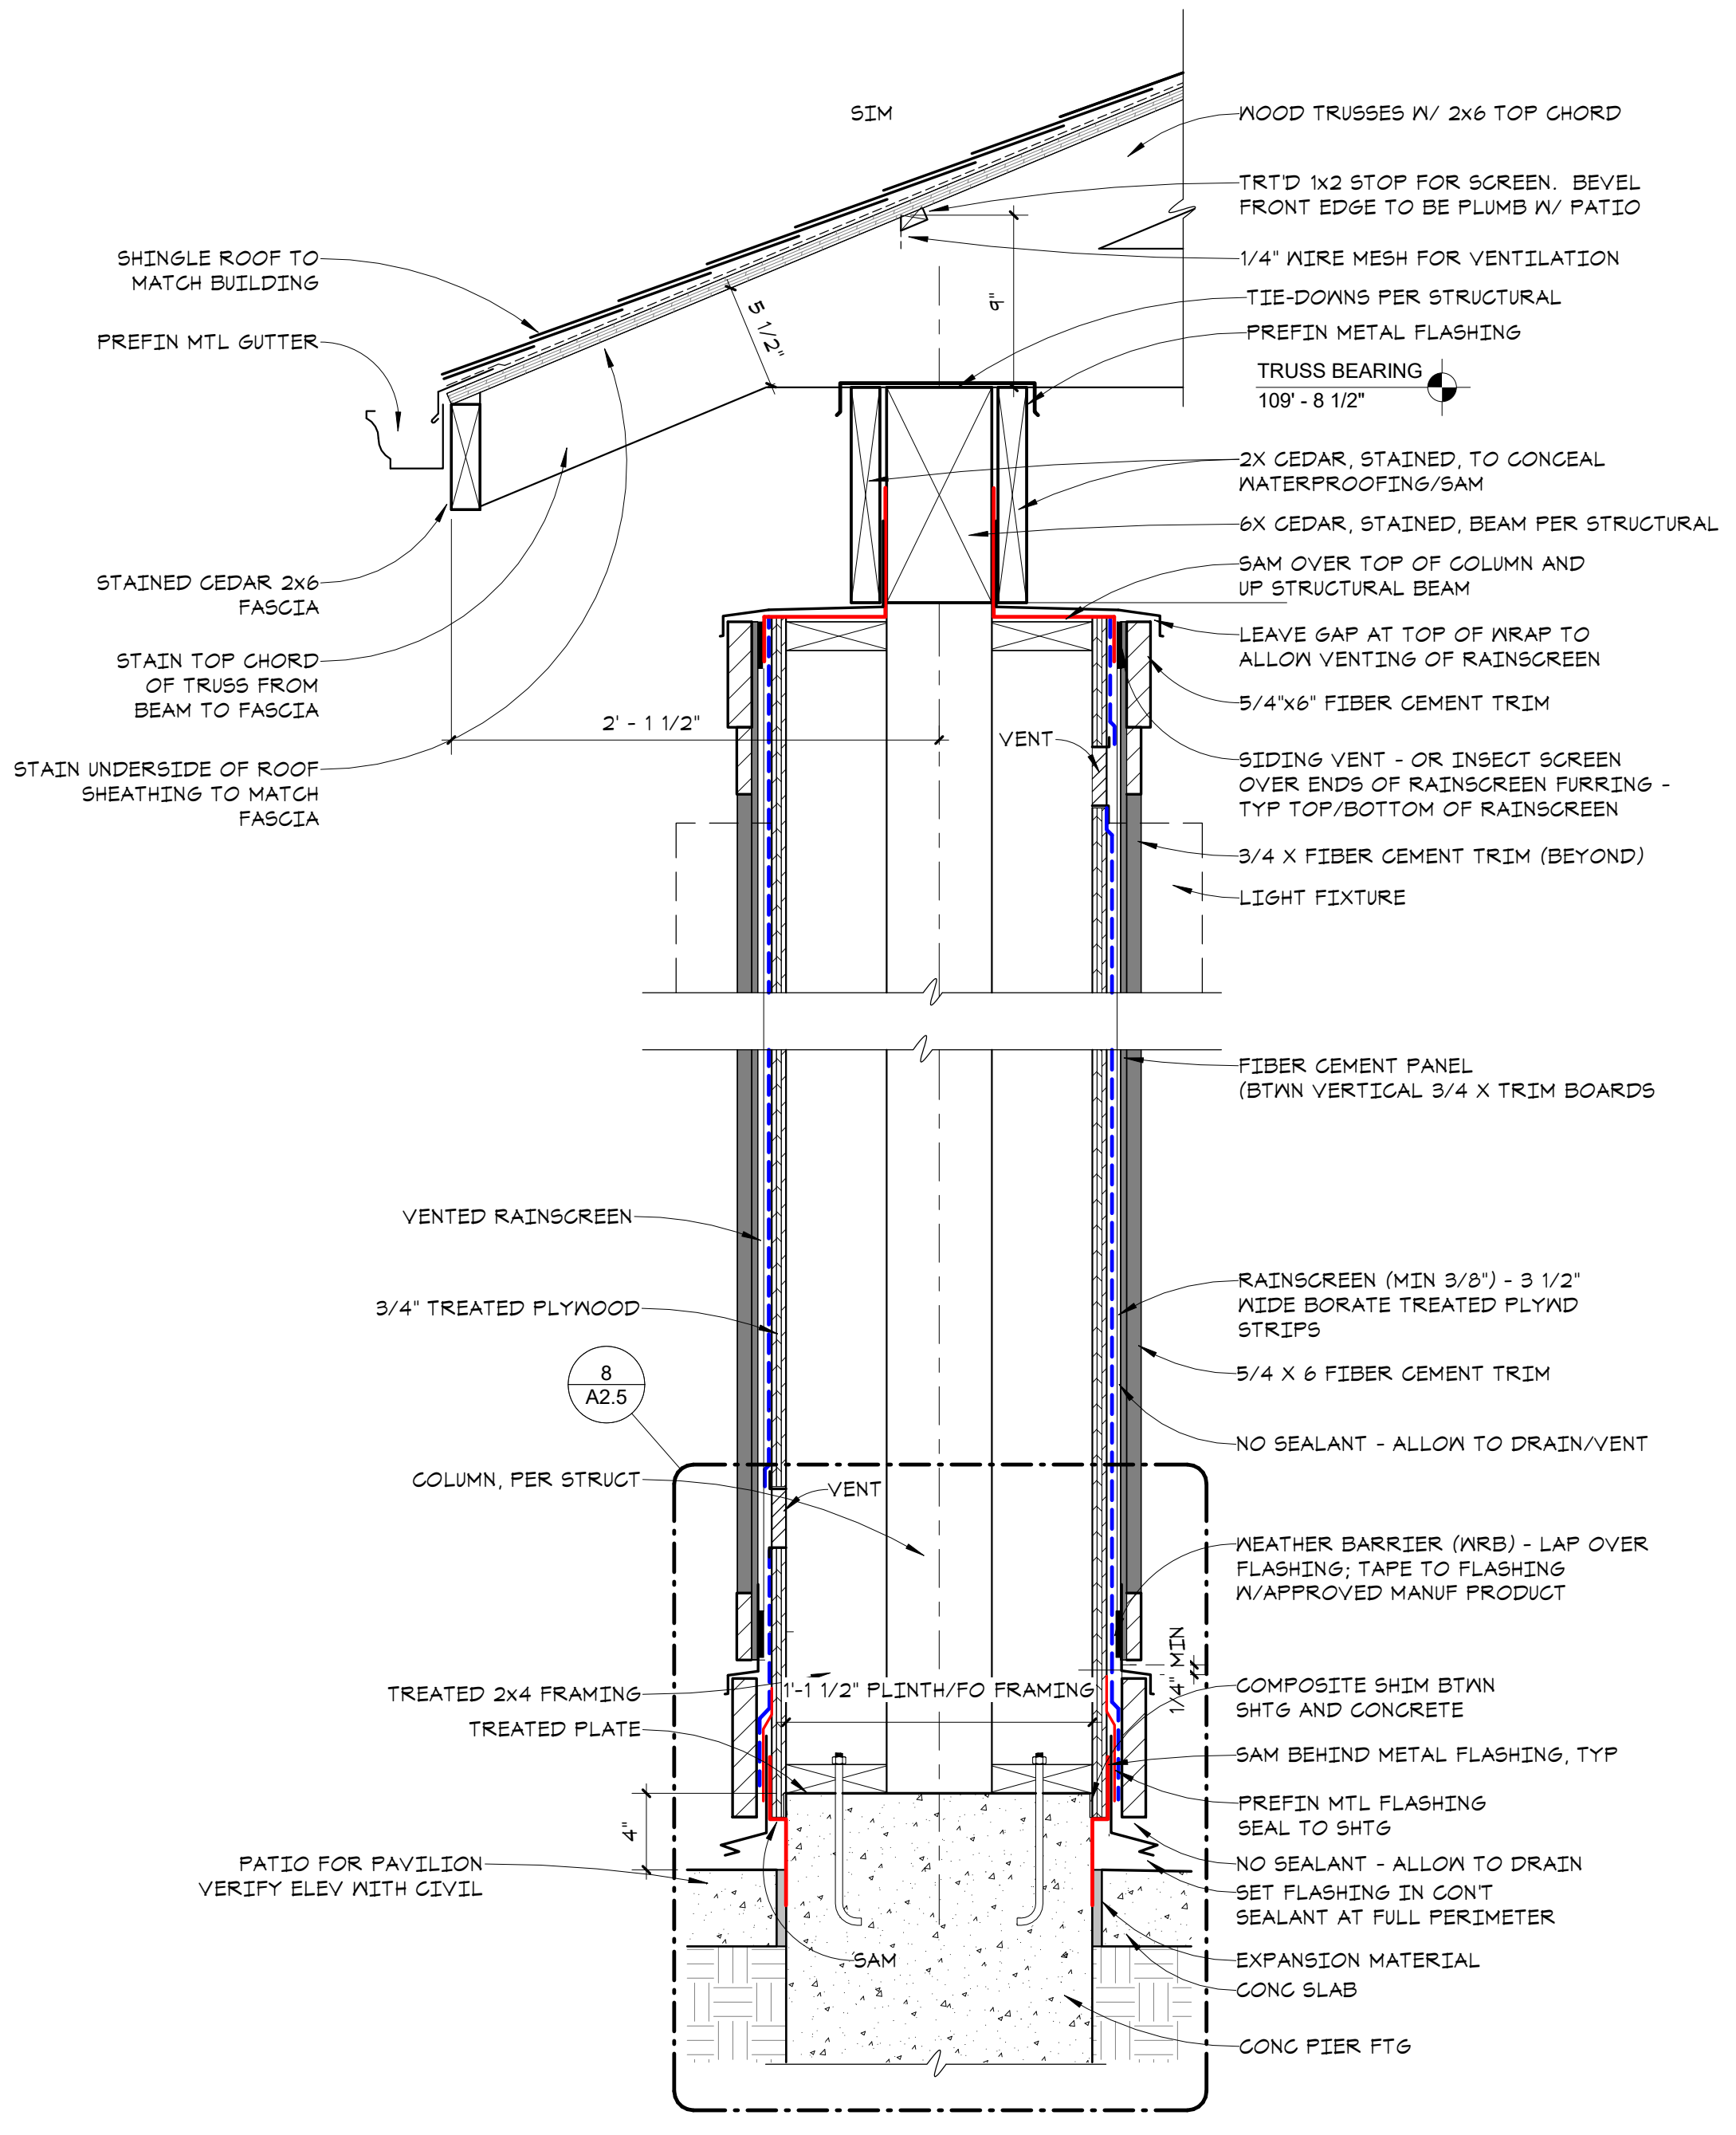 SIM
WOOD TRUSSES W/ 2x6 TOP CHORD
TRT'D 1x2 STOP FOR SCREEN. BEVEL
FRONT EDGE TO BE PLUMB W/ PATIO
1/4" WIRE MESH FOR VENTILATION
TIE-DOWNS PER STRUCTURAL
PREFIN METAL FLASHING
TRUSS BEARING
109' - 8 1/2"
SHINGLE ROOF TO
MATCH BUILDING
PREFIN MTL GUTTER
5 1/2"
9"
2X CEDAR, STAINED, TO CONCEAL
WATERPROOFING/SAM
6X CEDAR, STAINED, BEAM PER STRUCTURAL
SAM OVER TOP OF COLUMN AND
UP STRUCTURAL BEAM
STAINED CEDAR 2x6
FASCIA
STAIN TOP CHORD
OF TRUSS FROM
BEAM TO FASCIA
STAIN UNDERSIDE OF ROOF
SHEATHING TO MATCH
FASCIA
2' - 1 1/2"
VENT
LEAVE GAP AT TOP OF WRAP TO
ALLOW VENTING OF RAINSCREEN
5/4"x6" FIBER CEMENT TRIM
SIDING VENT - OR INSECT SCREEN
OVER ENDS OF RAINSCREEN FURRING -
TYP TOP/BOTTOM OF RAINSCREEN
3/4 X FIBER CEMENT TRIM (BEYOND)
LIGHT FIXTURE
FIBER CEMENT PANEL
(BTWN VERTICAL 3/4 X TRIM BOARDS
VENTED RAINSCREEN
3/4" TREATED PLYWOOD
8
A2.5
COLUMN, PER STRUCT
VENT
RAINSCREEN (MIN 3/8") - 3 1/2"
WIDE BORATE TREATED PLYWD
STRIPS
5/4 X 6 FIBER CEMENT TRIM
NO SEALANT - ALLOW TO DRAIN/VENT
WEATHER BARRIER (WRB) - LAP OVER
FLASHING; TAPE TO FLASHING
W/APPROVED MANUF PRODUCT
1/4" MIN
TREATED 2x4 FRAMING
1'-1 1/2" PLINTH/FO FRAMING
TREATED PLATE
COMPOSITE SHIM BTWN
SHTG AND CONCRETE
SAM BEHIND METAL FLASHING, TYP
PREFIN MTL FLASHING
SEAL TO SHTG
4"
NO SEALANT - ALLOW TO DRAIN
PATIO FOR PAVILION
VERIFY ELEV WITH CIVIL
SET FLASHING IN CON'T
SEALANT AT FULL PERIMETER
SAM
EXPANSION MATERIAL
CONC SLAB
CONC PIER FTG